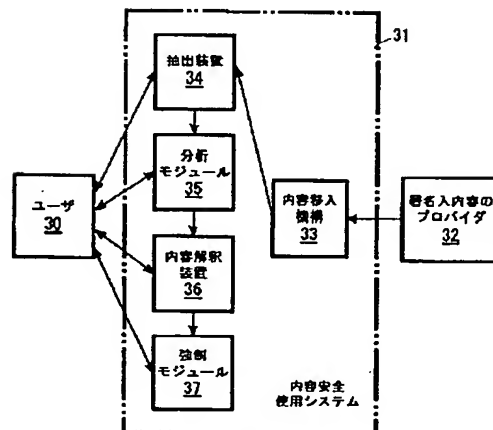 31
抽出装置
34
分析
モジュール
35
ユーザ
30
内容移入
機構
33
署名入内容の
プロバイダ
32
内容解釈
装置
36
強制
モジュール
37
内容安全
使用システム